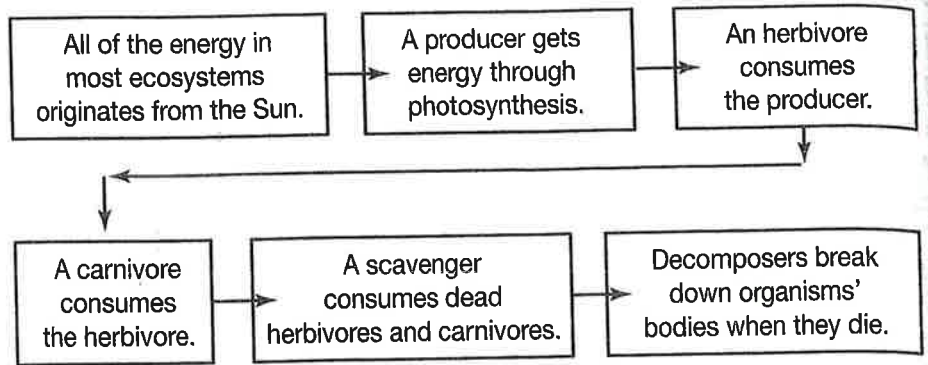 All of the energy in
most ecosystems
originates from the Sun.
A producer gets
energy through
photosynthesis.
An herbivore
consumes
the producer.
A carnivore
consumes
the herbivore.
A scavenger
consumes dead
herbivores and carnivores.
Decomposers break
down organisms'
bodies when they die.